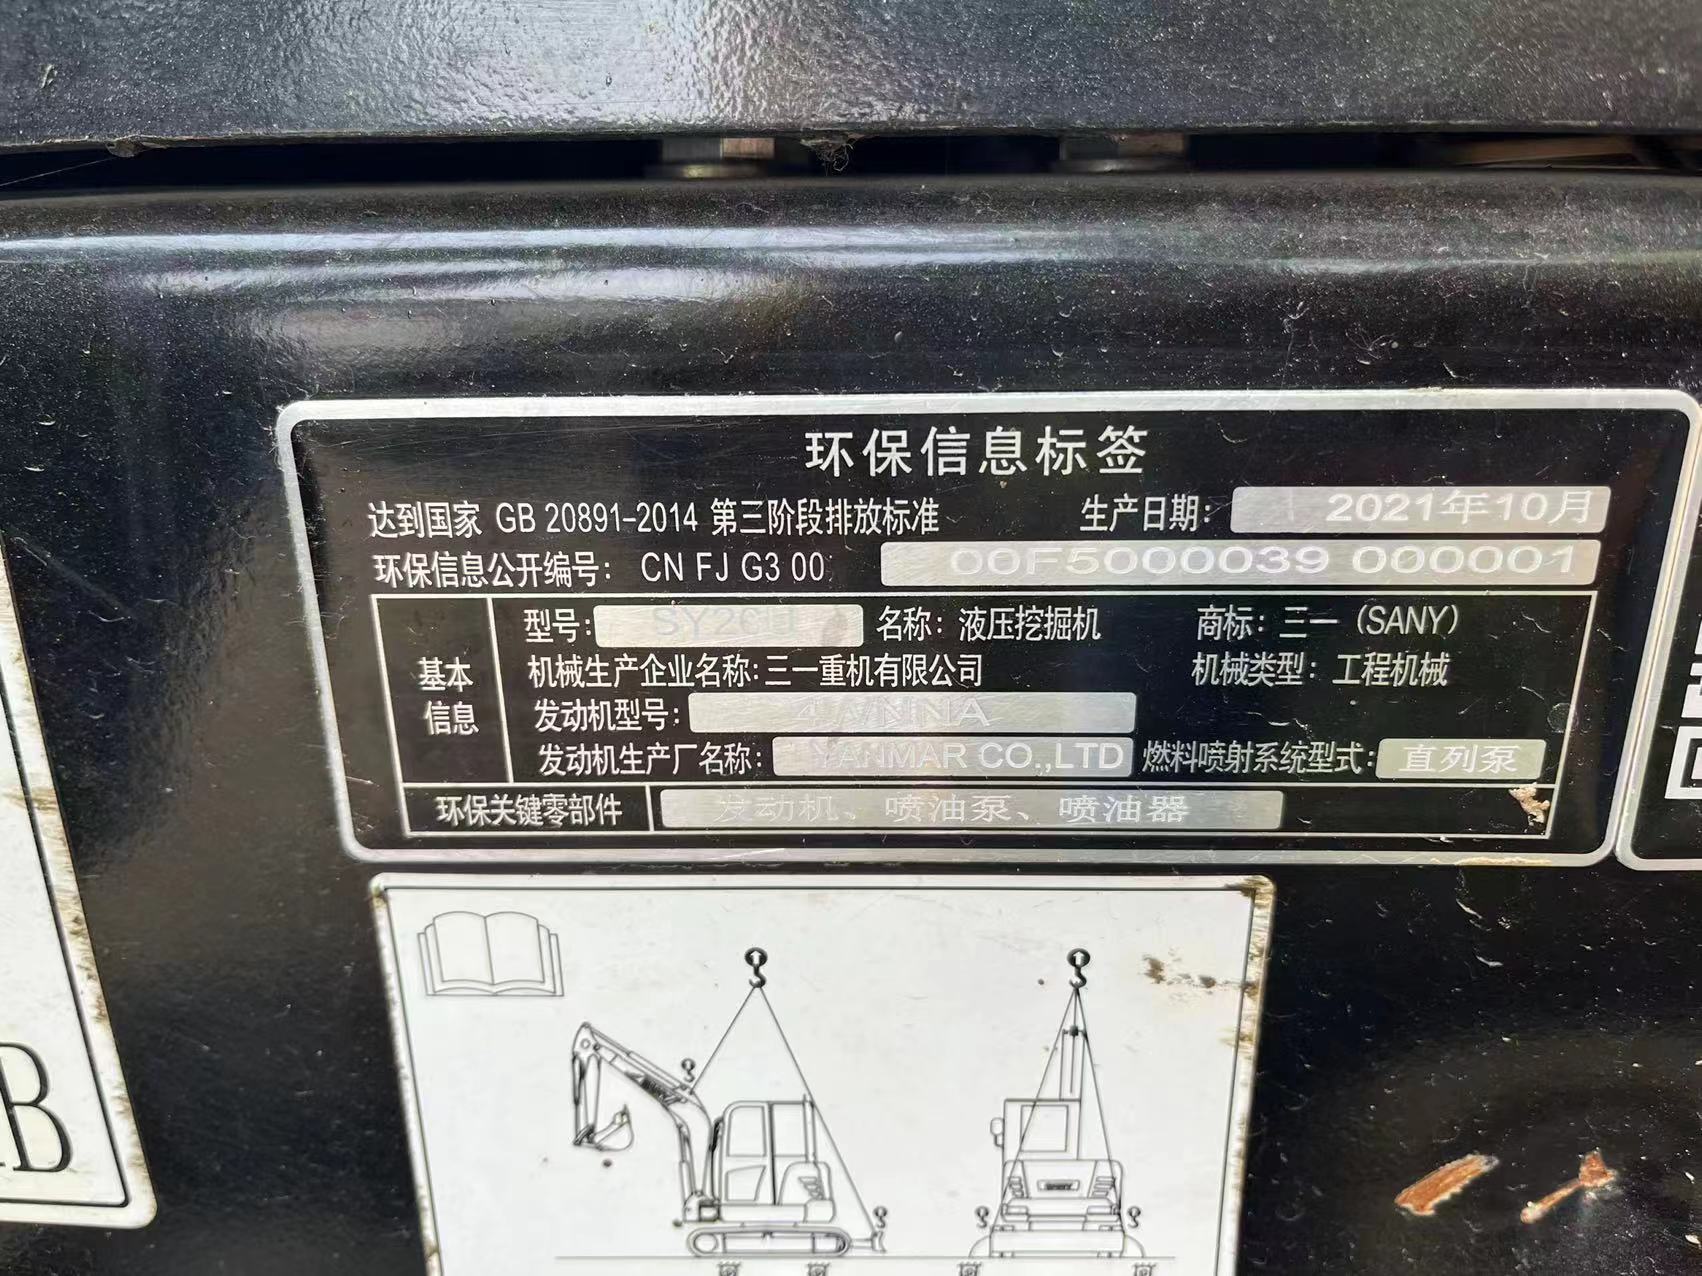 环保信息标签
达到国家 GB 20891-2014 第三阶段排放标准 生产日期: 2021年10月
环保信息公开编号: CN FJ G3 00 00F5000039 000001
型号: 名称: 液压挖掘机 商标: 三一 (SANY)
基本 机械生产企业名称:三一重机有限公司 机械类型: 工程机械
信息 发动机型号:
发动机生产厂名称: YANMAR CO.,LTD 燃料喷射系统型式: 直列泵
环保关键零部件 发动机、喷油泵、喷油器
B